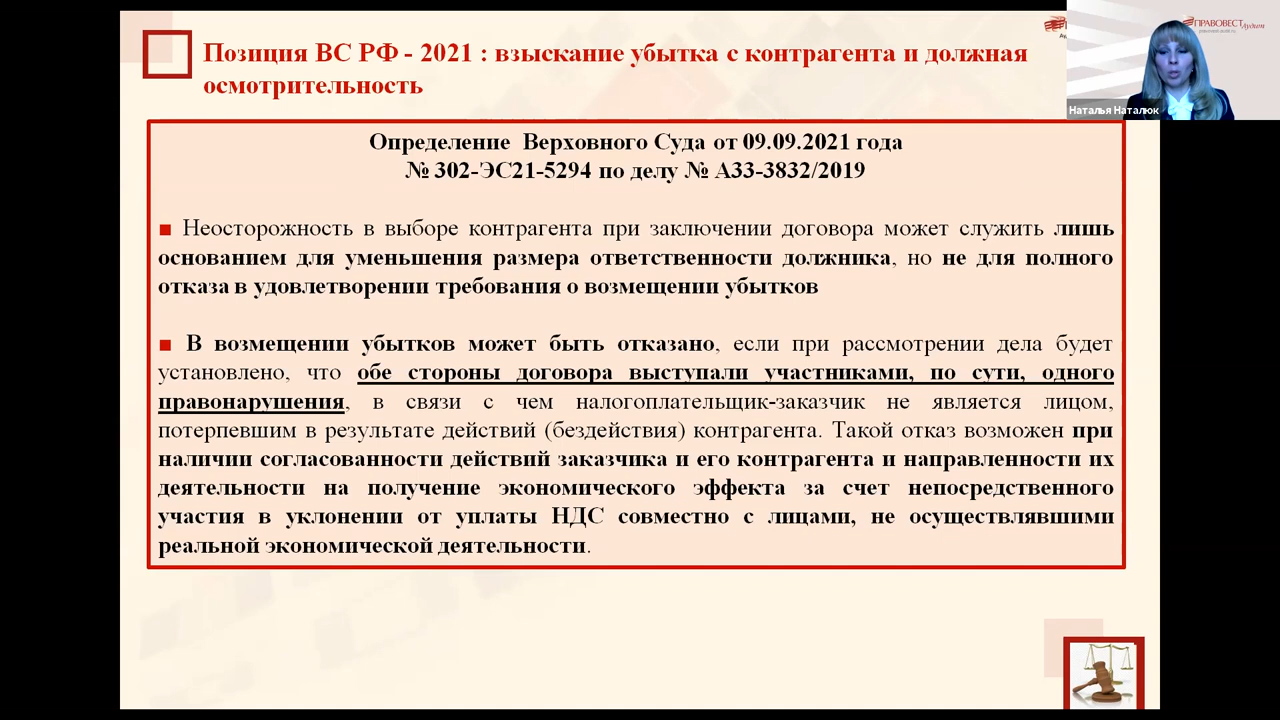 Позиция ВС РФ - 2021 : взыскание убытка с контрагента и должная
осмотрительность
ПРАВОВЕСТ Аудит
pravovest-audit.ru
Наталья Наталюк
Определение Верховного Суда от 09.09.2021 года
№ 302-ЭС21-5294 по делу № А33-3832/2019
■ Неосторожность в выборе контрагента при заключении договора может служить лишь
основанием для уменьшения размера ответственности должника, но не для полного
отказа в удовлетворении требования о возмещении убытков
■ В возмещении убытков может быть отказано, если при рассмотрении дела будет
установлено, что обе стороны договора выступали участниками, по сути, одного
правонарушения, в связи с чем налогоплательщик-заказчик не является лицом,
потерпевшим в результате действий (бездействия) контрагента. Такой отказ возможен при
наличии согласованности действий заказчика и его контрагента и направленности их
деятельности на получение экономического эффекта за счет непосредственного
участия в уклонении от уплаты НДС совместно с лицами, не осуществлявшими
реальной экономической деятельности.